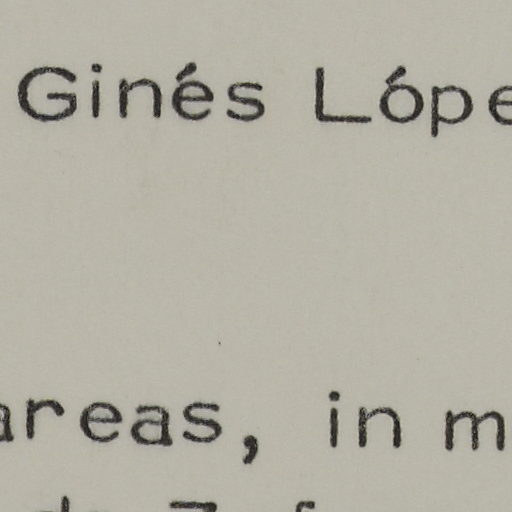 Ginés Lópe
areas, in m